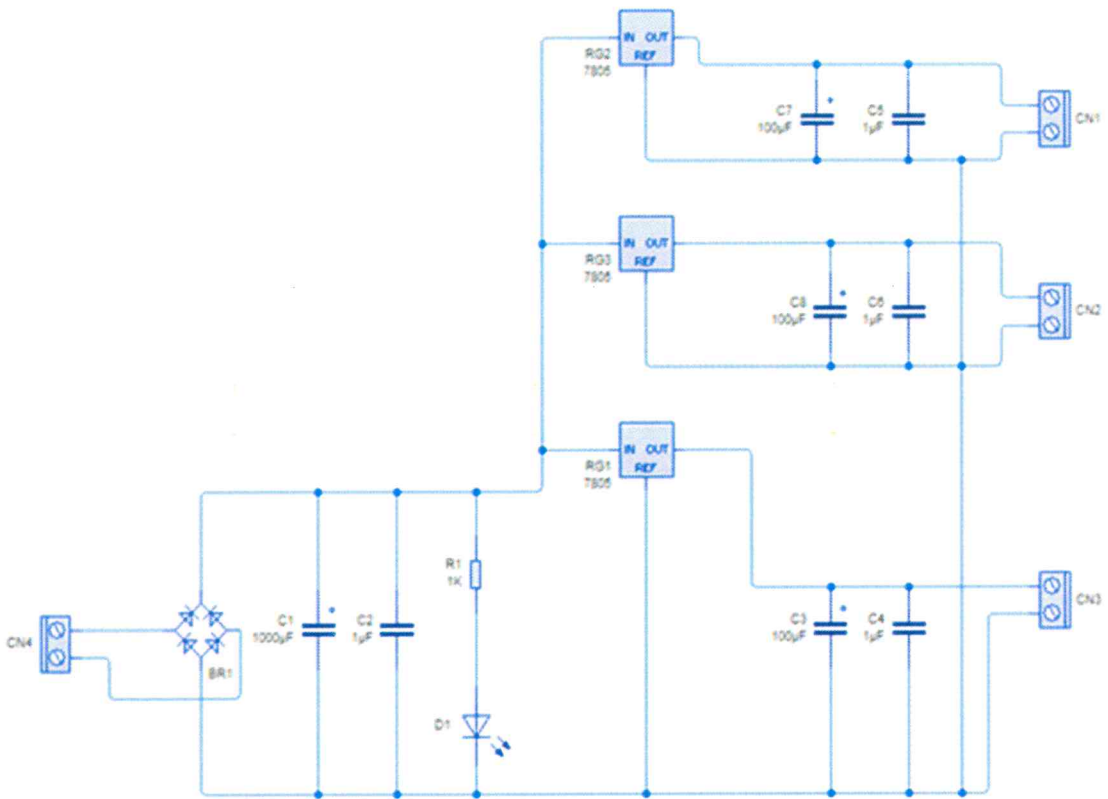 IN OUT
REF
RG2
7805
C7
100µF
C5
1µF
CN1
IN OUT
REF
RG3
7805
C8
100µF
C6
1µF
CN2
IN OUT
REF
RG1
7805
R1
1K
C1
1000µF
C2
1µF
C3
100µF
C4
1µF
CN3
CN4
BR1
D1